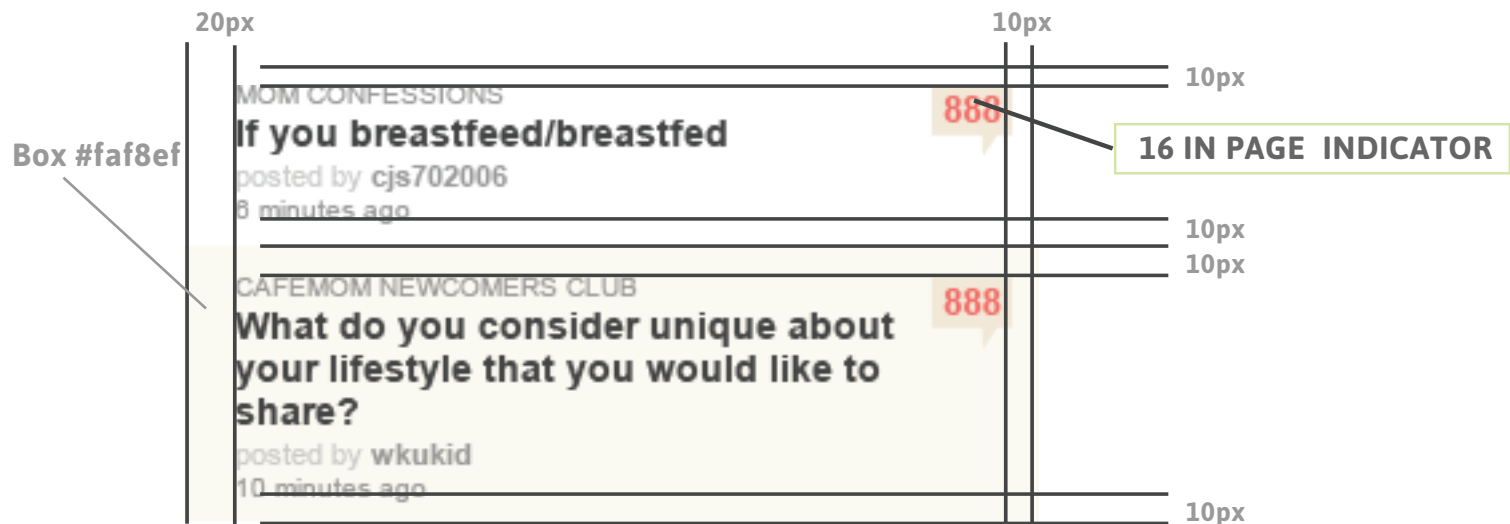 20px
10px
10px
MOM CONFESSIONS
888
If you breastfeed/breastfed
16 IN PAGE INDICATOR
Box #faf8ef
posted by cjs702006
6 minutes ago
10px
10px
CAFEMOM NEWCOMERS CLUB
888
What do you consider unique about
your lifestyle that you would like to
share?
posted by wkukid
10 minutes ago
10px